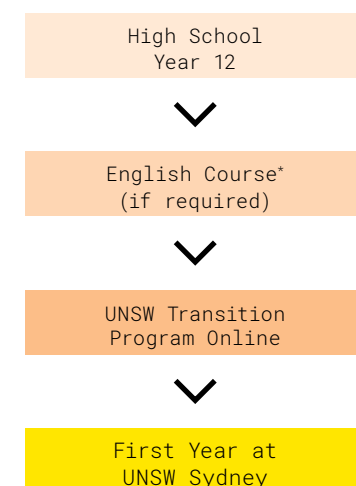 High School
Year 12
English Course*
(if required)
UNSW Transition
Program Online
First Year at
UNSW Sydney